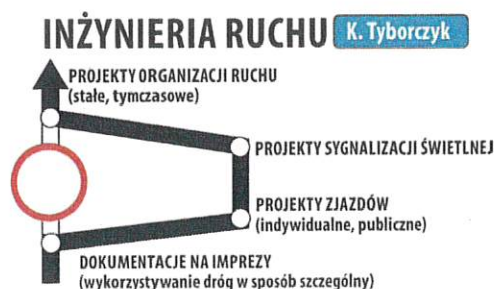 INŻYNIERIA RUCHU K. Tyborczyk
PROJEKTY ORGANIZACJI RUCHU
(stałe, tymczasowe)
PROJEKTY SYGNALIZACJI ŚWIETLNEJ
PROJEKTY ZJAZDÓW
(indywidualne, publiczne)
DOKUMENTACJE NA IMPREZY
(wykorzystywanie dróg w sposób szczególny)